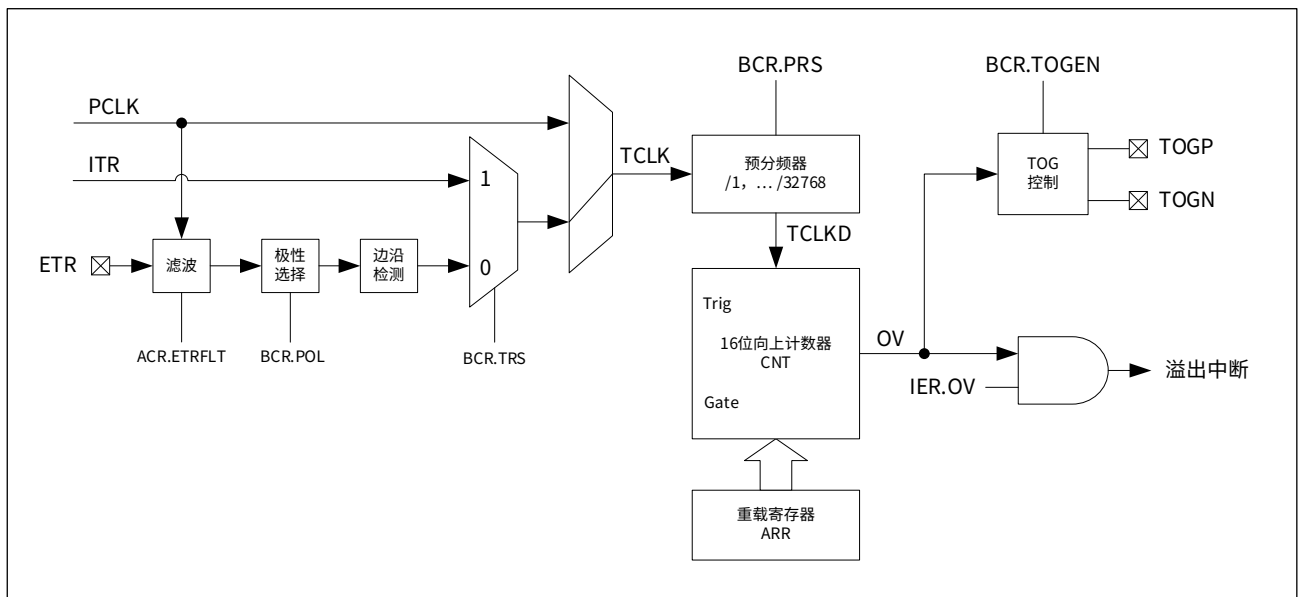 BCR.PRS
BCR.TOGEN
PCLK
ITR
1
TCLK
预分频器
/1，… /32768
TOG
控制
TOGP
TOGN
ETR
滤波
极性
选择
边沿
检测
0
TCLKD
ACR.ETRFLT
BCR.POL
BCR.TRS
Trig
16位向上计数器
CNT
Gate
OV
IER.OV
溢出中断
重载寄存器
ARR